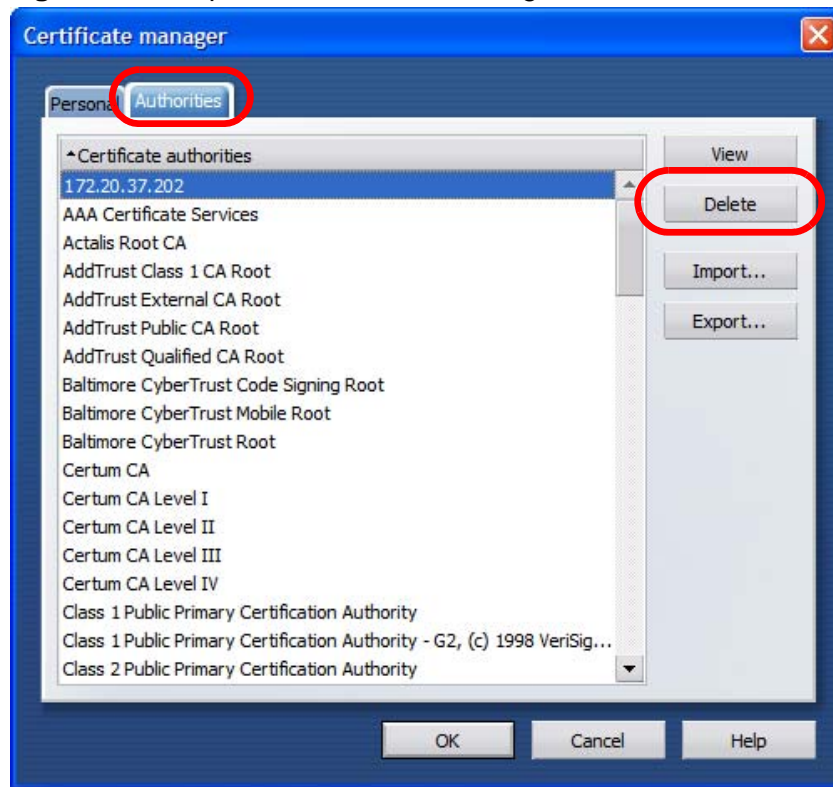 Certificate manager
Personal Authorities
Certificate authorities
172.20.37.202
AAA Certificate Services
Actalis Root CA
AddTrust Class 1 CA Root
AddTrust External CA Root
AddTrust Public CA Root
AddTrust Qualified CA Root
Baltimore CyberTrust Code Signing Root
Baltimore CyberTrust Mobile Root
Baltimore CyberTrust Root
Certum CA
Certum CA Level I
Certum CA Level II
Certum CA Level III
Certum CA Level IV
Class 1 Public Primary Certification Authority
Class 1 Public Primary Certification Authority - G2, (c) 1998 VeriSig...
Class 2 Public Primary Certification Authority
View
Delete
Import...
Export...
OK Cancel Help